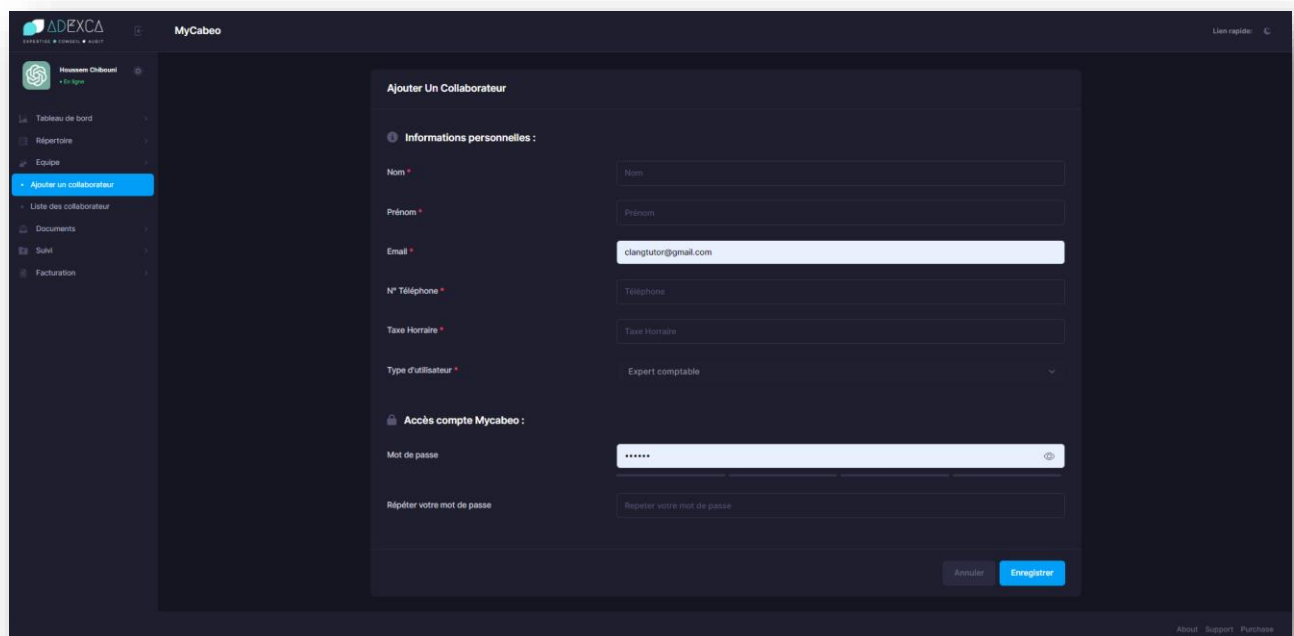 ADEXCA
EXPERTISE • CONSEIL • AUDIT
MyCabeo
Lien rapide:
Houssem Chibouni
• En ligne
Tableau de bord
Répertoire
Equipe
Ajouter un collaborateur
Liste des collaborateur
Documents
Suivi
Facturation
Ajouter Un Collaborateur
Informations personnelles :
Nom *
Nom
Prénom *
Prénom
Email *
clangtutor@gmail.com
N° Téléphone *
Téléphone
Taxe Horraire *
Taxe Horraire
Type d'utilisateur *
Expert comptable
Accès compte Mycabeo :
Mot de passe
••••••
Répéter votre mot de passe
Repeter votre mot de passe
Annuler
Enregistrer
About Support Purchase